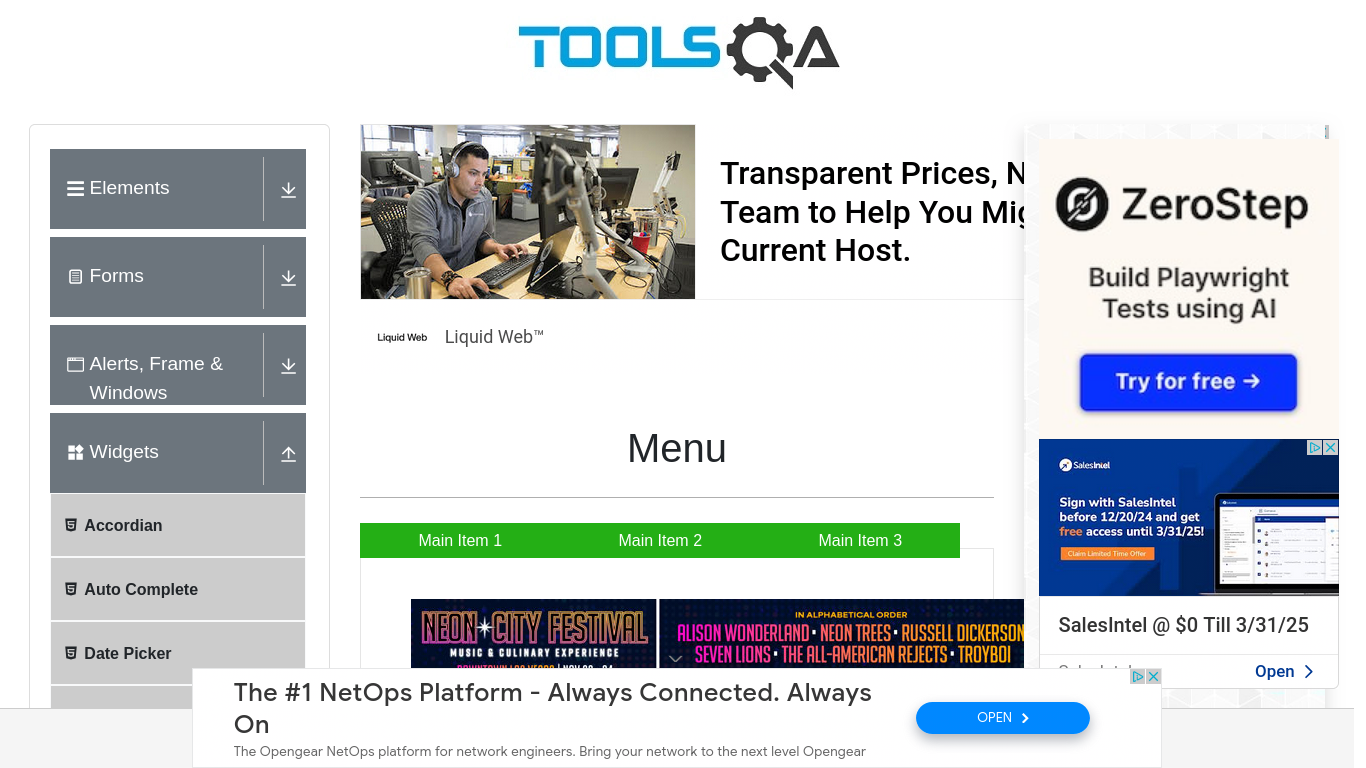 TOOLSQA
Elements
Forms
Alerts, Frame &
Windows
Widgets
Accordian
Auto Complete
Date Picker
Transparent Prices, N
Team to Help You Mig
Current Host.
Liquid Web
Liquid Web™
Menu
Main Item 1
Main Item 2
Main Item 3
NEON CITY FESTIVAL
MUSIC & CULINARY EXPERIENCE
IN ALPHABETICAL ORDER
ALISON WONDERLAND • NEON TREES • RUSSELL DICKERSON
SEVEN LIONS • THE ALL-AMERICAN REJECTS • TROYBOI
ZeroStep
Build Playwright
Tests using AI
Try for free →
SalesIntel
Sign with SalesIntel
before 12/20/24 and get
free access until 3/31/25!
Claim Limited Time Offer
SalesIntel @ $0 Till 3/31/25
Open
The #1 NetOps Platform - Always Connected. Always
On
The Opengear NetOps platform for network engineers. Bring your network to the next level Opengear
OPEN